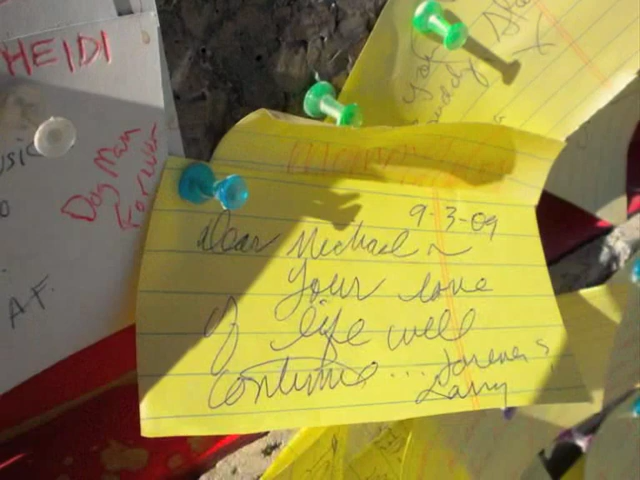 HEIDI
Dog Man
Forever
A.F.
9-3-09
Dear Michael ~
Your love
of life will
continue... forever
Larry